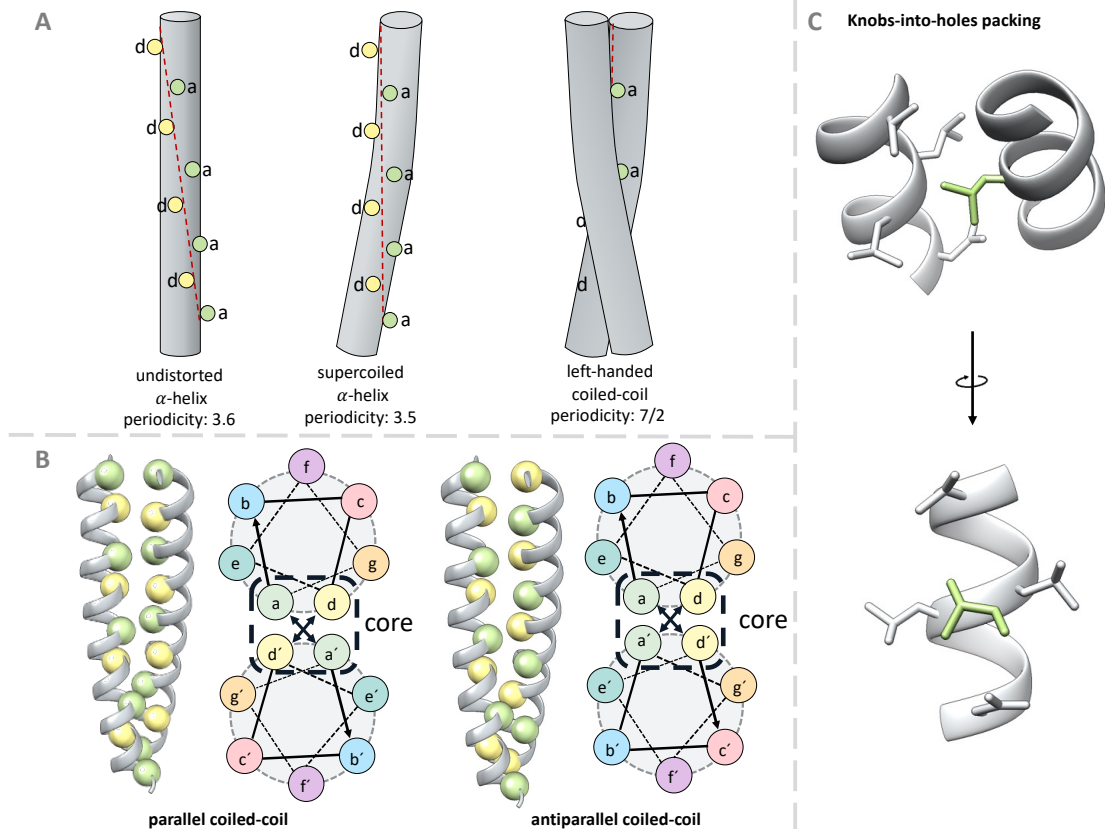 A
d
a
d
a
d
a
d
a
undistorted
α-helix
periodicity: 3.6
d
a
d
a
d
a
d
a
supercoiled
α-helix
periodicity: 3.5
a
a
d
d
left-handed
coiled-coil
periodicity: 7/2
B
f
b
c
e
g
a
d
core
d´
a´
g´
e´
c´
b´
f´
parallel coiled-coil
f
b
c
e
g
a
d
core
a´
d´
e´
g´
b´
c´
f´
antiparallel coiled-coil
C
Knobs-into-holes packing